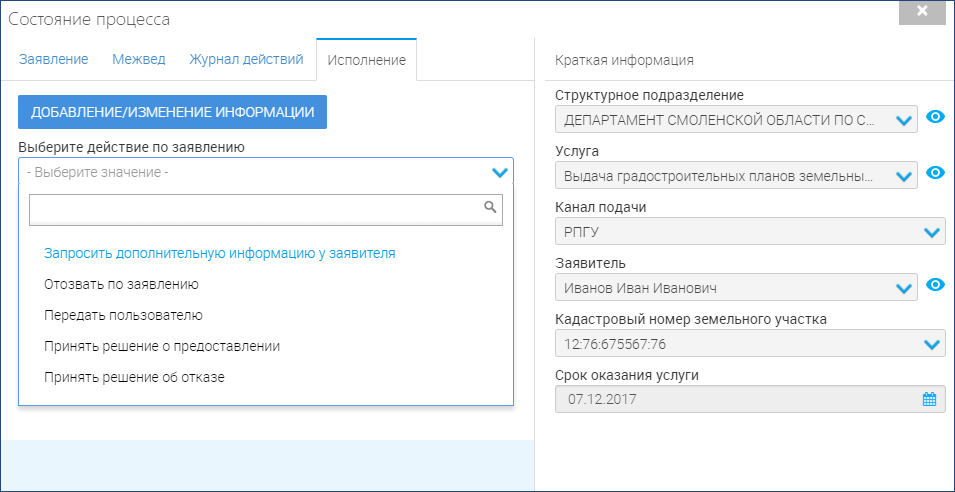 Состояние процесса
Заявление Межвед Журнал действий Исполнение
ДОБАВЛЕНИЕ/ИЗМЕНЕНИЕ ИНФОРМАЦИИ
Выберите действие по заявлению
- Выберите значение -
Запросить дополнительную информацию у заявителя
Отозвать по заявлению
Передать пользователю
Принять решение о предоставлении
Принять решение об отказе
Краткая информация
Структурное подразделение
ДЕПАРТАМЕНТ СМОЛЕНСКОЙ ОБЛАСТИ ПО С...
Услуга
Выдача градостроительных планов земельны...
Канал подачи
РПГУ
Заявитель
Иванов Иван Иванович
Кадастровый номер земельного участка
12:76:675567:76
Срок оказания услуги
07.12.2017